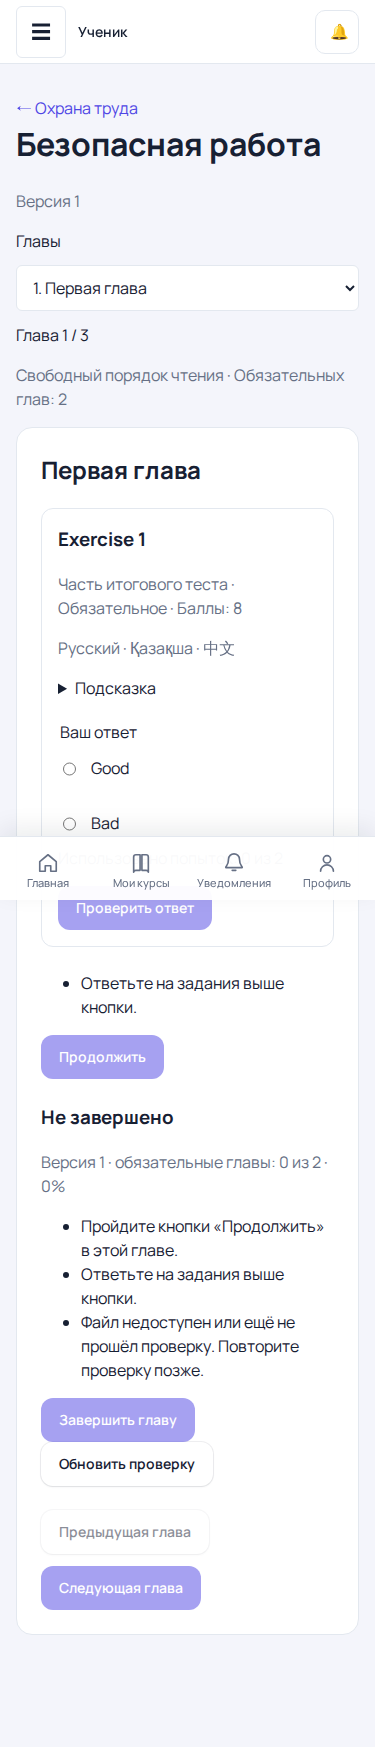 Ученик
← Охрана труда
Безопасная работа
Версия 1
Главы
1. Первая глава
Глава 1 / 3
Свободный порядок чтения · Обязательных
глав: 2
Первая глава
Exercise 1
Часть итогового теста ·
Обязательное · Баллы: 8
Русский · Қазақша · 中文
Подсказка
Ваш ответ
Good
Bad
Главная
Мои курсы
Уведомления
Профиль
Проверить ответ
Ответьте на задания выше
кнопки.
Продолжить
Не завершено
Версия 1 · обязательные главы: 0 из 2 ·
0%
Пройдите кнопки «Продолжить»
в этой главе.
Ответьте на задания выше
кнопки.
Файл недоступен или ещё не
прошёл проверку. Повторите
проверку позже.
Завершить главу
Обновить проверку
Предыдущая глава
Следующая глава